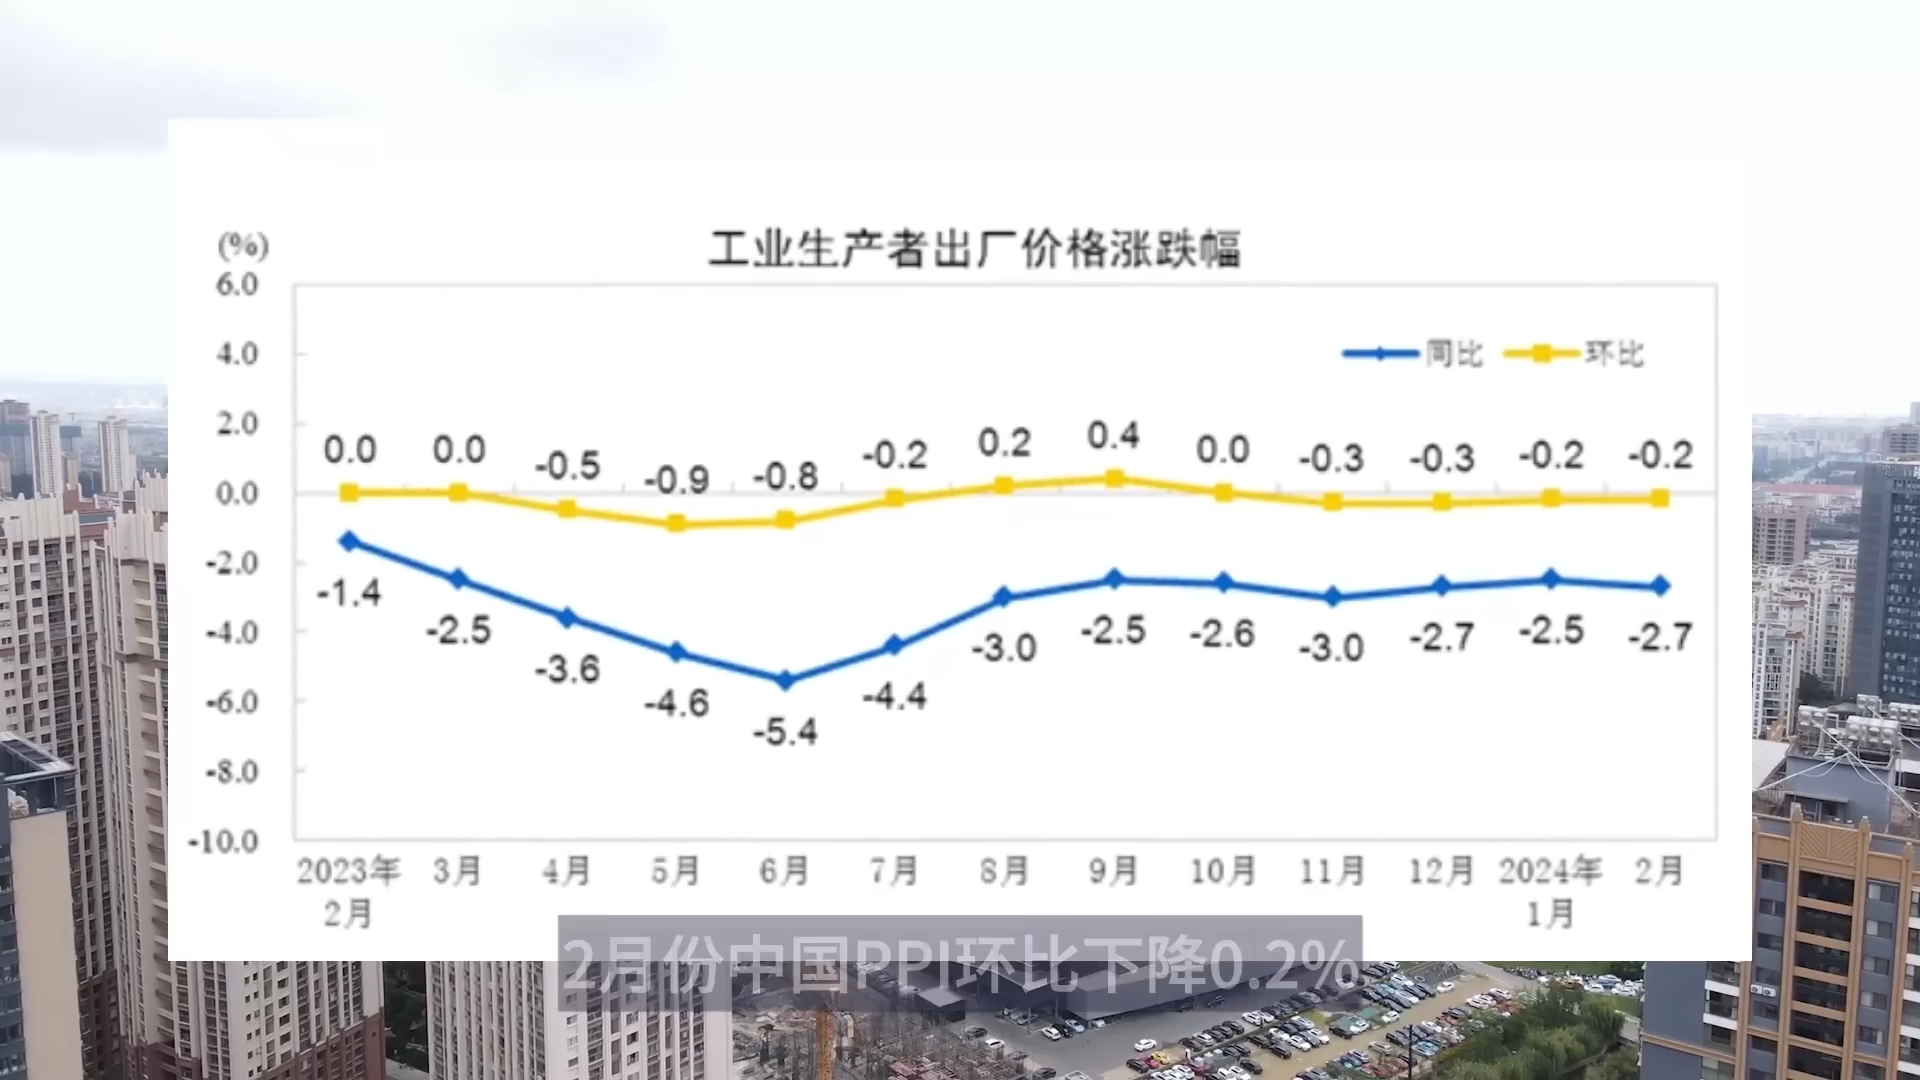 工业生产者出厂价格涨跌幅
(%)
6.0
4.0
2.0
0.0
-2.0
-4.0
-6.0
-8.0
-10.0
同比 环比
0.0 0.0 -0.5 -0.9 -0.8 -0.2 0.2 0.4 0.0 -0.3 -0.3 -0.2 -0.2
-1.4 -2.5 -3.6 -4.6 -5.4 -4.4 -3.0 -2.5 -2.6 -3.0 -2.7 -2.5 -2.7
2023年 3月 4月 5月 6月 7月 8月 9月 10月 11月 12月 2024年 2月
2月 1月
2月份中国PPI环比下降0.2%